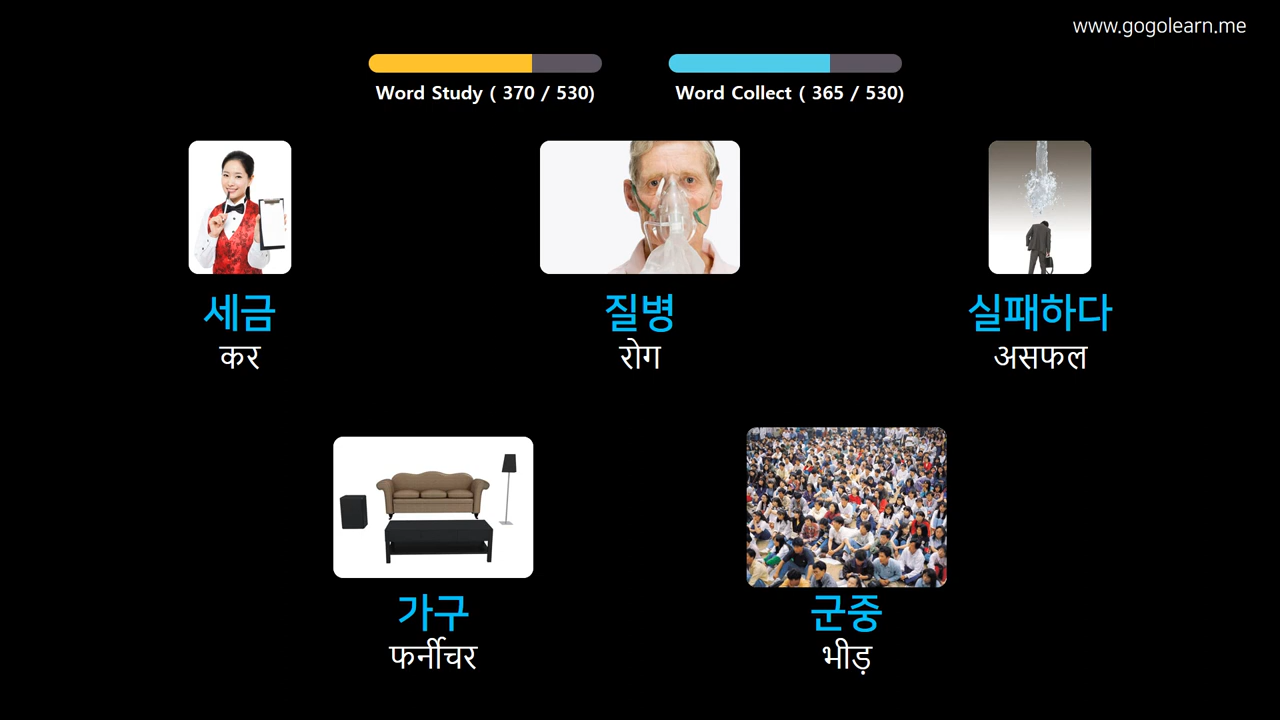 www.gogolearn.me
Word Study ( 370 / 530)
Word Collect ( 365 / 530)
세금
कर
질병
रोग
실패하다
असफल
가구
फर्नीचर
군중
भीड़